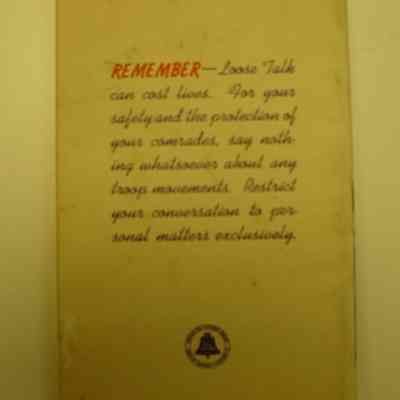 REMEMBER—Loose Talk
can cost lives. For your
safety and the protection of
your comrades, say noth-
ing whatsoever about any
troop movements. Restrict
your conversation to per-
sonal matters exclusively.